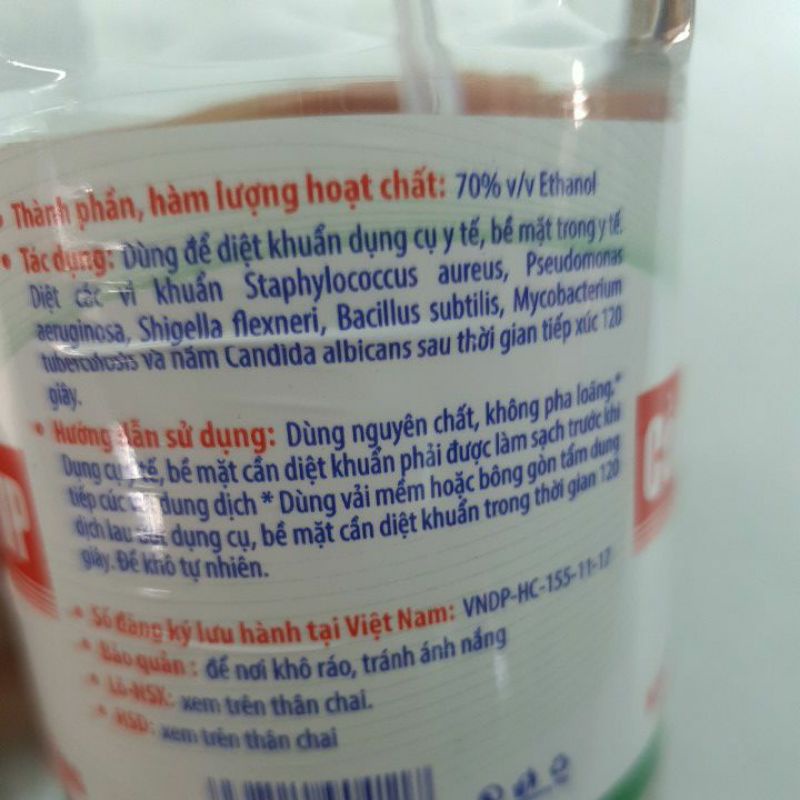 • Thành phần, hàm lượng hoạt chất: 70% v/v Ethanol
• Tác dụng: Dùng để diệt khuẩn dụng cụ y tế, bề mặt trong y tế.
Diệt các vi khuẩn Staphylococcus aureus, Pseudomonas
aeruginosa, Shigella flexneri, Bacillus subtilis, Mycobacterium
tuberculosis và nấm Candida albicans sau thời gian tiếp xúc 120
giây.
• Hướng dẫn sử dụng: Dùng nguyên chất, không pha loãng.*
Dụng cụ y tế, bề mặt cần diệt khuẩn phải được làm sạch trước khi
tiếp cúc dung dịch * Dùng vải mềm hoặc bông gòn tẩm dung
dịch lau dụng cụ, bề mặt cần diệt khuẩn trong thời gian 120
giây. Để khô tự nhiên.
• Số đăng ký lưu hành tại Việt Nam: VNDP-HC-155-11-17
• Bảo quản : để nơi khô ráo, tránh ánh nắng
• Lô-NSX: xem trên thân chai.
• HSD: xem trên thân chai